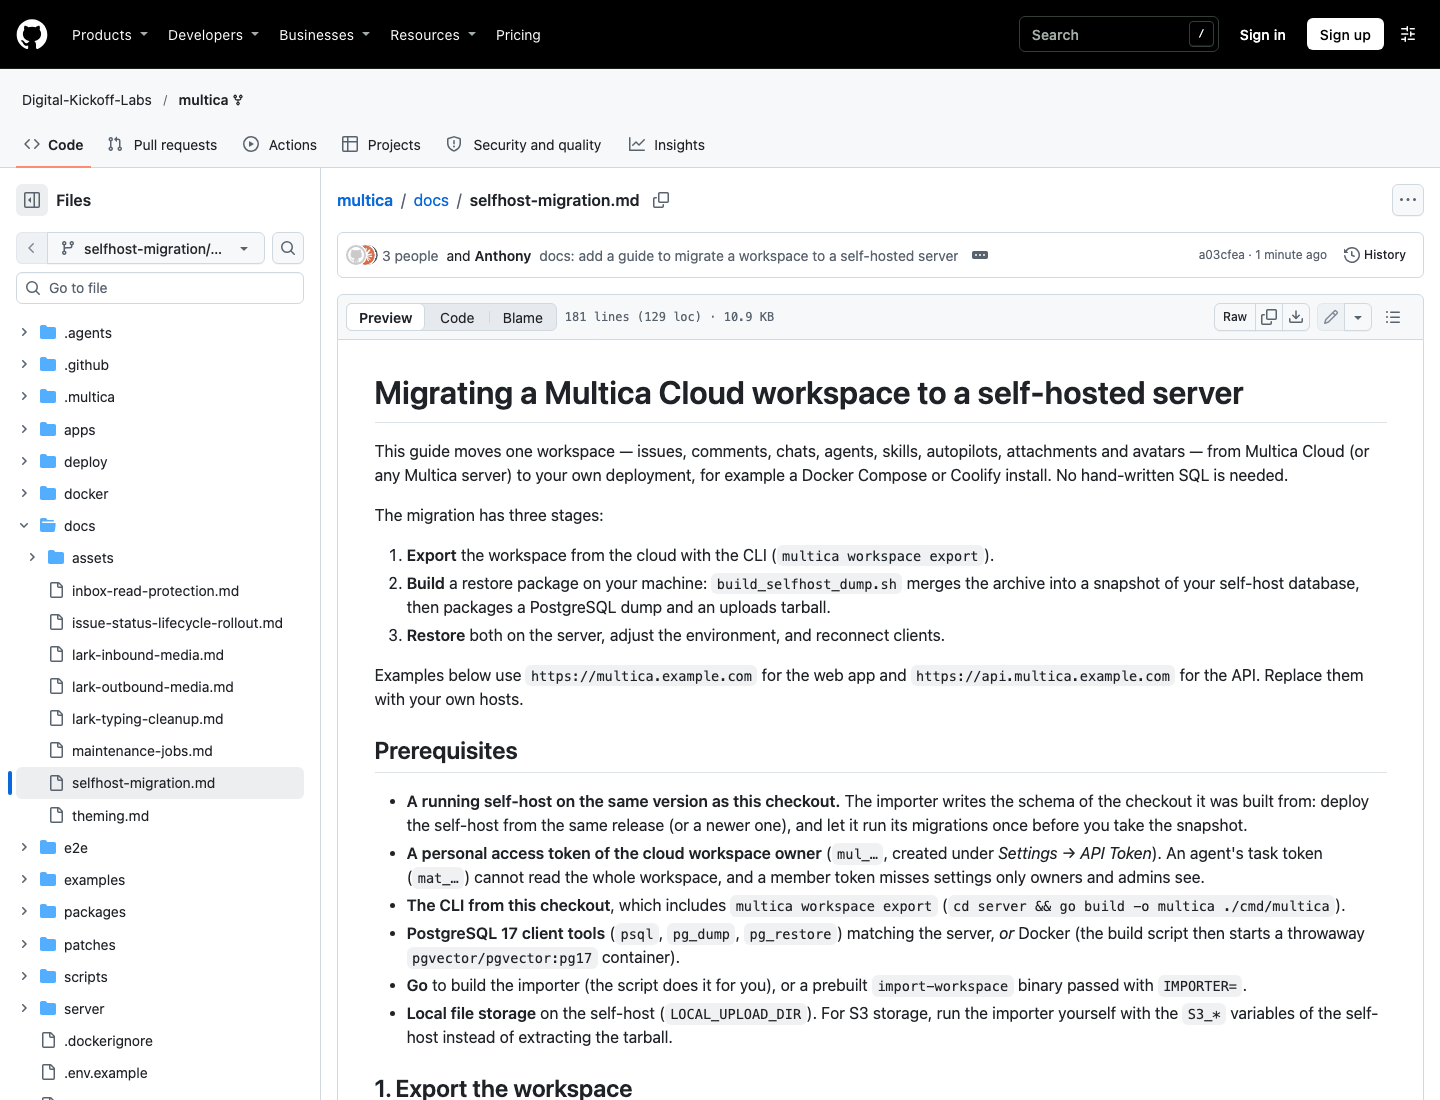 Products
Developers
Businesses
Resources
Pricing
Search
/
Sign in
Sign up
Digital-Kickoff-Labs / multica
Code
Pull requests
Actions
Projects
Security and quality
Insights
Files
selfhost-migration/...
Go to file
.agents
.github
.multica
apps
deploy
docker
docs
assets
inbox-read-protection.md
issue-status-lifecycle-rollout.md
lark-inbound-media.md
lark-outbound-media.md
lark-typing-cleanup.md
maintenance-jobs.md
selfhost-migration.md
theming.md
e2e
examples
packages
patches
scripts
server
.dockerignore
.env.example
multica / docs / selfhost-migration.md
3 people and Anthony docs: add a guide to migrate a workspace to a self-hosted server
a03cfea · 1 minute ago
History
Preview
Code
Blame
181 lines (129 loc) · 10.9 KB
Raw
Migrating a Multica Cloud workspace to a self-hosted server
This guide moves one workspace — issues, comments, chats, agents, skills, autopilots, attachments and avatars — from Multica Cloud (or
any Multica server) to your own deployment, for example a Docker Compose or Coolify install. No hand-written SQL is needed.
The migration has three stages:
1. Export the workspace from the cloud with the CLI ( multica workspace export ).
2. Build a restore package on your machine: build_selfhost_dump.sh merges the archive into a snapshot of your self-host database,
then packages a PostgreSQL dump and an uploads tarball.
3. Restore both on the server, adjust the environment, and reconnect clients.
Examples below use https://multica.example.com for the web app and https://api.multica.example.com for the API. Replace them
with your own hosts.
Prerequisites
• A running self-host on the same version as this checkout. The importer writes the schema of the checkout it was built from: deploy
the self-host from the same release (or a newer one), and let it run its migrations once before you take the snapshot.
• A personal access token of the cloud workspace owner ( mul_… , created under Settings → API Token). An agent's task token
( mat_… ) cannot read the whole workspace, and a member token misses settings only owners and admins see.
• The CLI from this checkout, which includes multica workspace export ( cd server && go build -o multica ./cmd/multica ).
• PostgreSQL 17 client tools ( psql , pg_dump , pg_restore ) matching the server, or Docker (the build script then starts a throwaway
pgvector/pgvector:pg17 container).
• Go to build the importer (the script does it for you), or a prebuilt import-workspace binary passed with IMPORTER= .
• Local file storage on the self-host ( LOCAL_UPLOAD_DIR ). For S3 storage, run the importer yourself with the S3_* variables of the self-
host instead of extracting the tarball.
1. Export the workspace